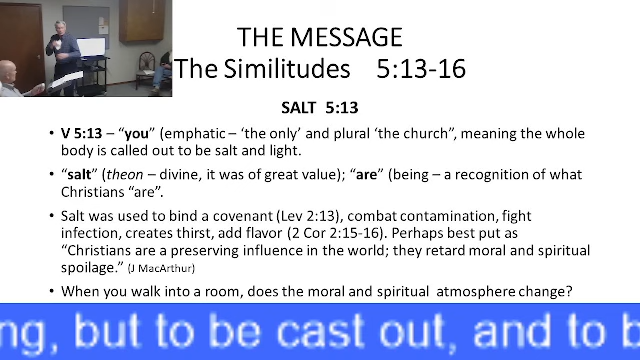 THE MESSAGE
The Similitudes 5:13-16
SALT 5:13
• V 5:13 – “you” (emphatic – ‘the only’ and plural ‘the church”, meaning the whole
body is called out to be salt and light.
• “salt” (theon – divine, it was of great value); “are” (being – a recognition of what
Christians “are”.
• Salt was used to bind a covenant (Lev 2:13), combat contamination, fight
infection, creates thirst, add flavor (2 Cor 2:15-16). Perhaps best put as
“Christians are a preserving influence in the world; they retard moral and spiritual
spoilage.” (J MacArthur)
• When you walk into a room, does the moral and spiritual atmosphere change?
ng, but to be cast out, and to b